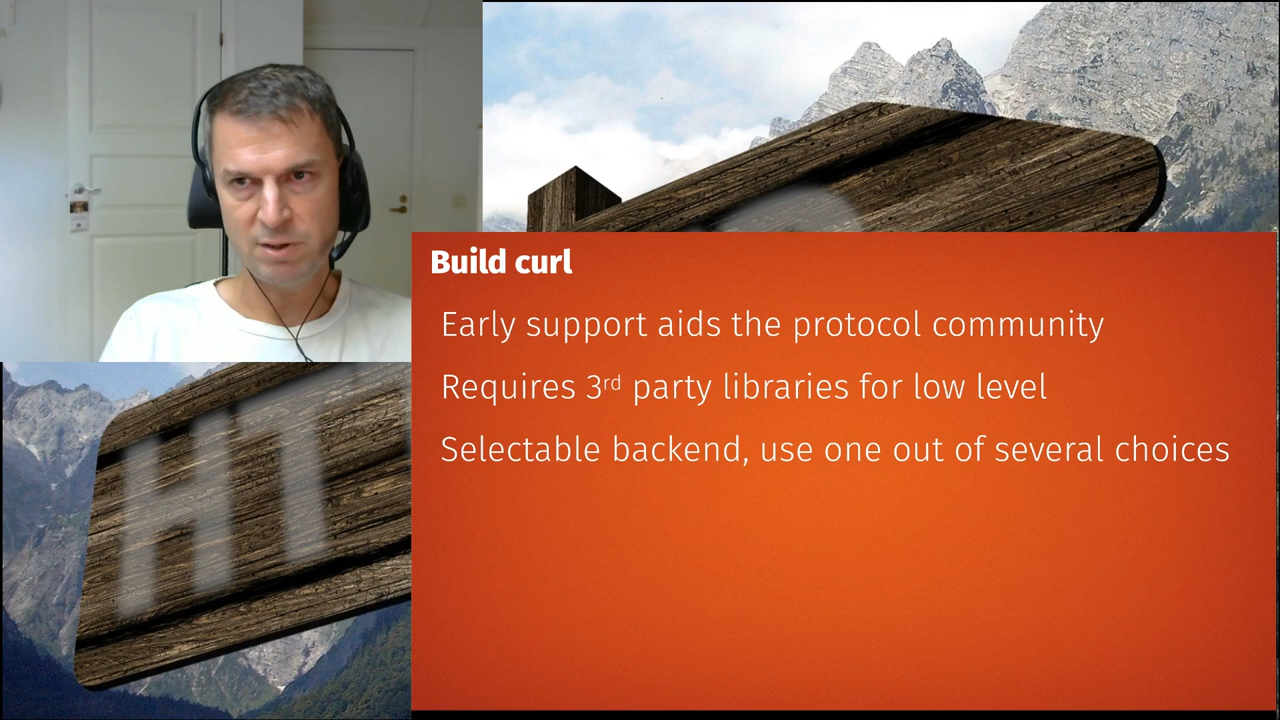 Build curl
Early support aids the protocol community
Requires 3rd party libraries for low level
Selectable backend, use one out of several choices
HT